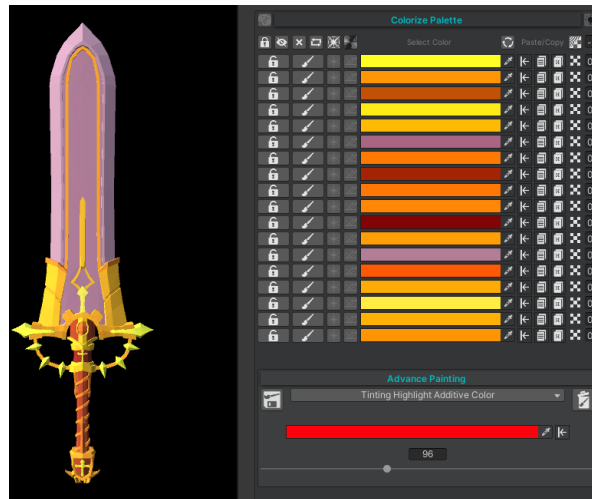 Colorize Palette
Select Color Paste/Copy
Advance Painting
Tinting Highlight Additive Color
96